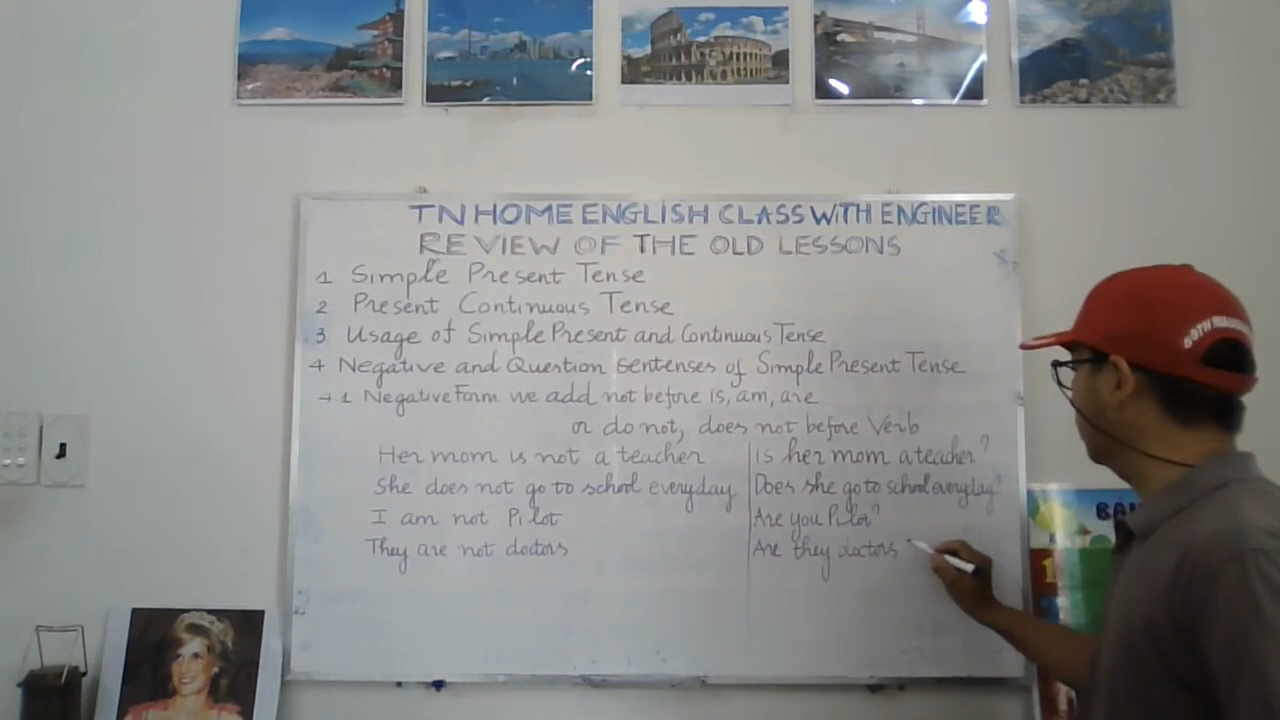 TN HOME ENGLISH CLASS WITH ENGINEER
REVIEW OF THE OLD LESSONS
1 Simple Present Tense
2 Present Continuous Tense
3 Usage of Simple Present and Continuous Tense
4 Negative and Question Sentenses of Simple Present Tense
→ 1 Negative Form we add not before is, am, are
or do not, does not before Verb
Her mom is not a teacher
Is her mom a teacher?
She does not go to school everyday
Does she go to school everyday?
I am not Pilot
Are you Pilot?
They are not doctors
Are they doctors
1